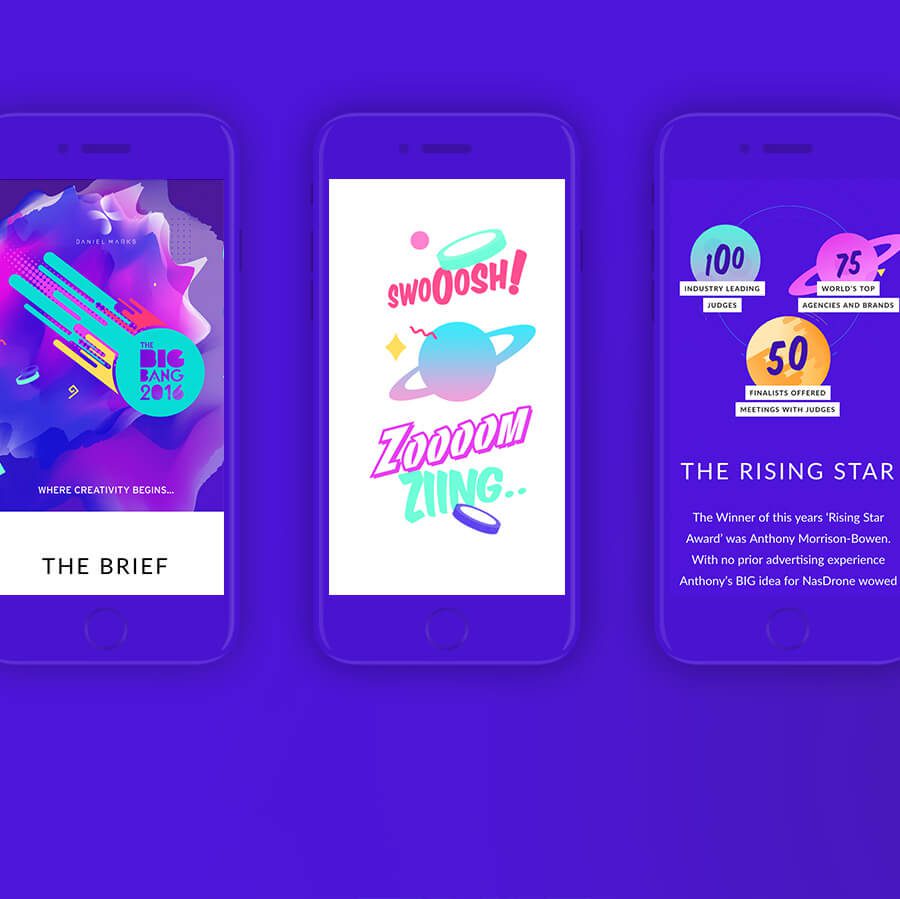 DANIEL MARKS
THE
BIG
BANG
2016
WHERE CREATIVITY BEGINS...
THE BRIEF
SWOOOSH!
ZOOOOM
ZIING..
100
INDUSTRY LEADING
JUDGES
75
WORLD'S TOP
AGENCIES AND BRANDS
50
FINALISTS OFFERED
MEETINGS WITH JUDGES
THE RISING STAR
The Winner of this years ‘Rising Star
Award’ was Anthony Morrison-Bowen.
With no prior advertising experience
Anthony’s BIG idea for NasDrone wowed